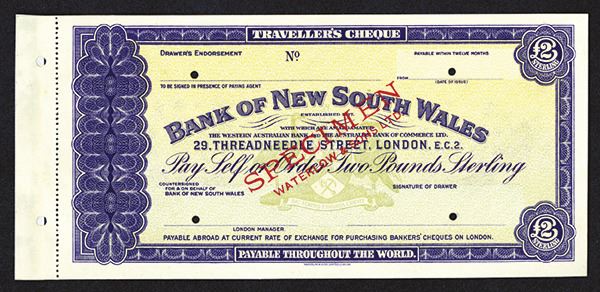 TRAVELLER'S CHEQUE
DRAWER'S ENDORSEMENT
No
PAYABLE WITHIN TWELVE MONTHS
FROM
(DATE OF ISSUE)
£2
STERLING
TO BE SIGNED IN PRESENCE OF PAYING AGENT
BANK OF NEW SOUTH WALES
ESTABLISHED 1817.
WITH WHICH ARE AMALGAMATED
THE WESTERN AUSTRALIAN BANK AND THE AUSTRALIAN BANK OF COMMERCE LTD.
29, THREADNEEDLE STREET, LONDON, E.C.2.
Pay Self or Order Two Pounds Sterling
SPECIMEN
WATERLOW & SONS LTD.
COUNTERSIGNED
FOR & ON BEHALF OF
BANK OF NEW SOUTH WALES
SIGNATURE OF DRAWER
LONDON MANAGER
PAYABLE ABROAD AT CURRENT RATE OF EXCHANGE FOR PURCHASING BANKERS' CHEQUES ON LONDON.
£2
STERLING
PAYABLE THROUGHOUT THE WORLD.